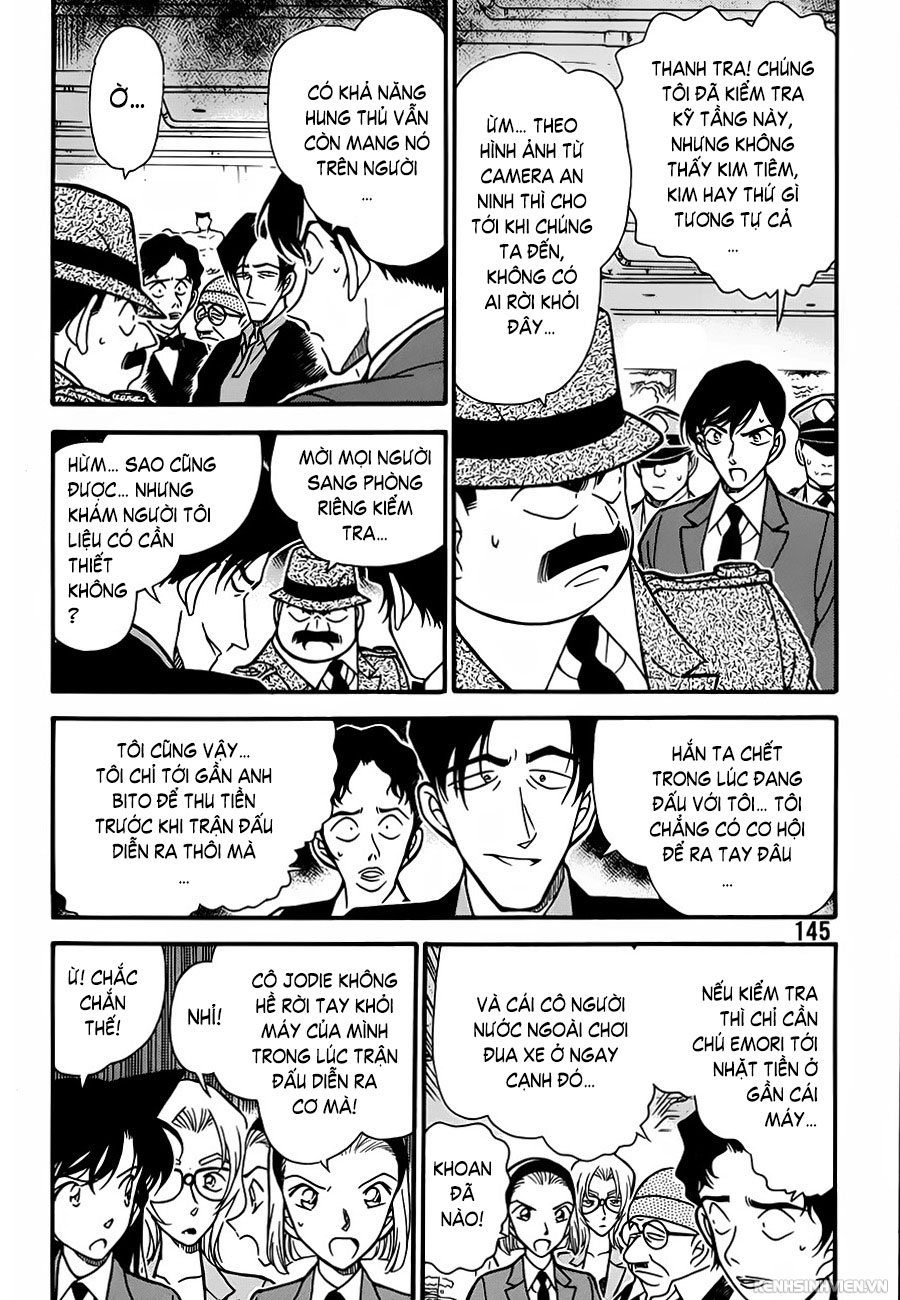 THANH TRA! CHÚNG
TÔI ĐÃ KIỂM TRA
KỸ TẦNG NÀY,
NHƯNG KHÔNG
THẤY KIM TIÊM,
KIM HAY THỨ GÌ
TƯƠNG TỰ CẢ
...
ỪM... THEO
HÌNH ẢNH TỪ
CAMERA AN
NINH THÌ CHO
TỚI KHI CHÚNG
TA ĐẾN,
KHÔNG CÓ
AI RỜI KHỎI
ĐÂY...
CÓ KHẢ NĂNG
HUNG THỦ VẪN
CÒN MANG NÓ
TRÊN NGƯỜI
...
Ờ...
MỜI MỌI NGƯỜI
SANG PHÒNG
RIÊNG KIỂM
TRA...
HỪM... SAO CŨNG
ĐƯỢC... NHƯNG
KHÁM NGƯỜI TÔI
LIỆU CÓ CẦN
THIẾT
KHÔNG
?
HẮN TA CHẾT
TRONG LÚC ĐANG
ĐẤU VỚI TÔI... TÔI
CHẲNG CÓ CƠ HỘI
ĐỂ RA TAY ĐÂU
...
TÔI CŨNG VẬY...
TÔI CHỈ TỚI GẦN ANH
BITO ĐỂ THU TIỀN
TRƯỚC KHI TRẬN ĐẤU
DIỄN RA THÔI MÀ
...
145
NẾU KIỂM TRA
THÌ CHỈ CẦN
CHÚ EMORI TỚI
NHẶT TIỀN Ở
GẦN CÁI
MÁY...
VÀ CÁI CÔ NGƯỜI
NƯỚC NGOÀI CHƠI
ĐUA XE Ở NGAY
CẠNH ĐÓ...
KHOAN
ĐÃ
NÀO!
CÔ JODIE KHÔNG
HỀ RỜI TAY KHỎI
MÁY CỦA MÌNH
TRONG LÚC TRẬN
ĐẤU DIỄN RA
CƠ MÀ!
NHỈ!
Ừ! CHẮC
CHẮN
THẾ!
KENHSINHVIEN.VN